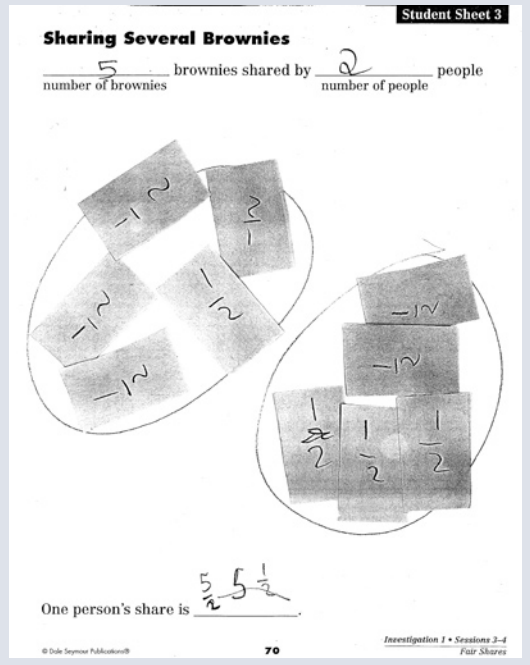 Student Sheet 3
Sharing Several Brownies
5 brownies shared by 2 people
number of brownies number of people
1/2 1/2
1/2 1/2
1/2
1/2
1/2
1/2 1/2 1/2
5/2 5 1/2
One person's share is
© Dale Seymour Publications® 70 Investigation 1 • Sessions 3–4
Fair Shares